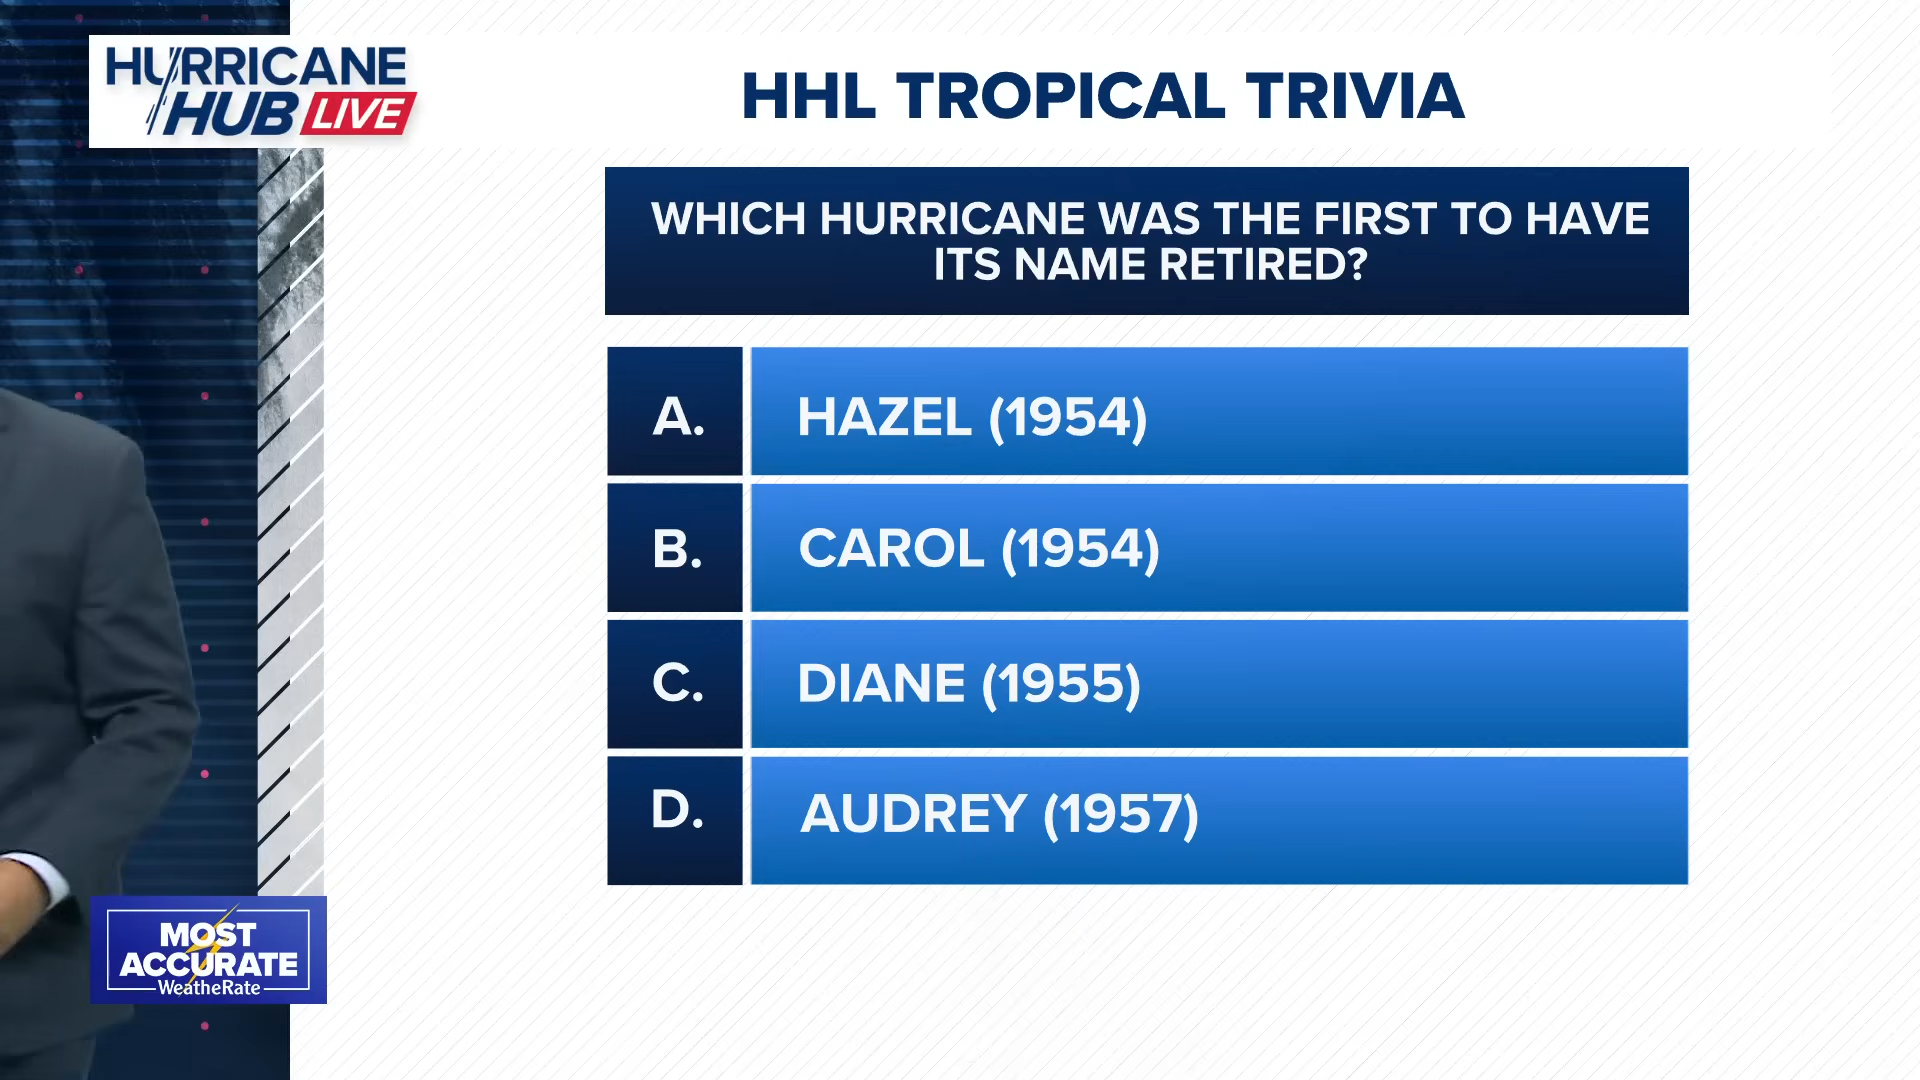 HURRICANE
HUB LIVE
HHL TROPICAL TRIVIA
WHICH HURRICANE WAS THE FIRST TO HAVE
ITS NAME RETIRED?
A. HAZEL (1954)
B. CAROL (1954)
C. DIANE (1955)
D. AUDREY (1957)
MOST
ACCURATE
WeatheRate